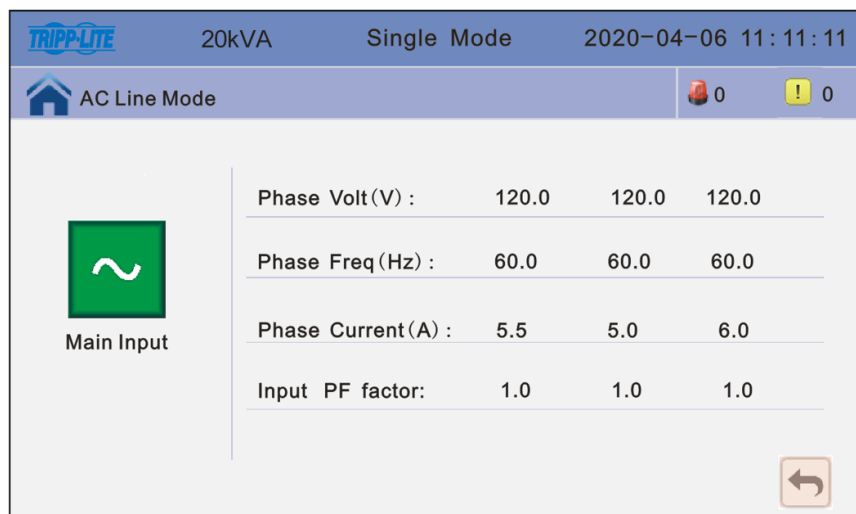 TRIPP·LITE 20kVA Single Mode 2020-04-06 11:11:11
AC Line Mode 0 ! 0
Phase Volt(V): 120.0 120.0 120.0
Phase Freq(Hz): 60.0 60.0 60.0
Main Input
Phase Current(A): 5.5 5.0 6.0
Input PF factor: 1.0 1.0 1.0